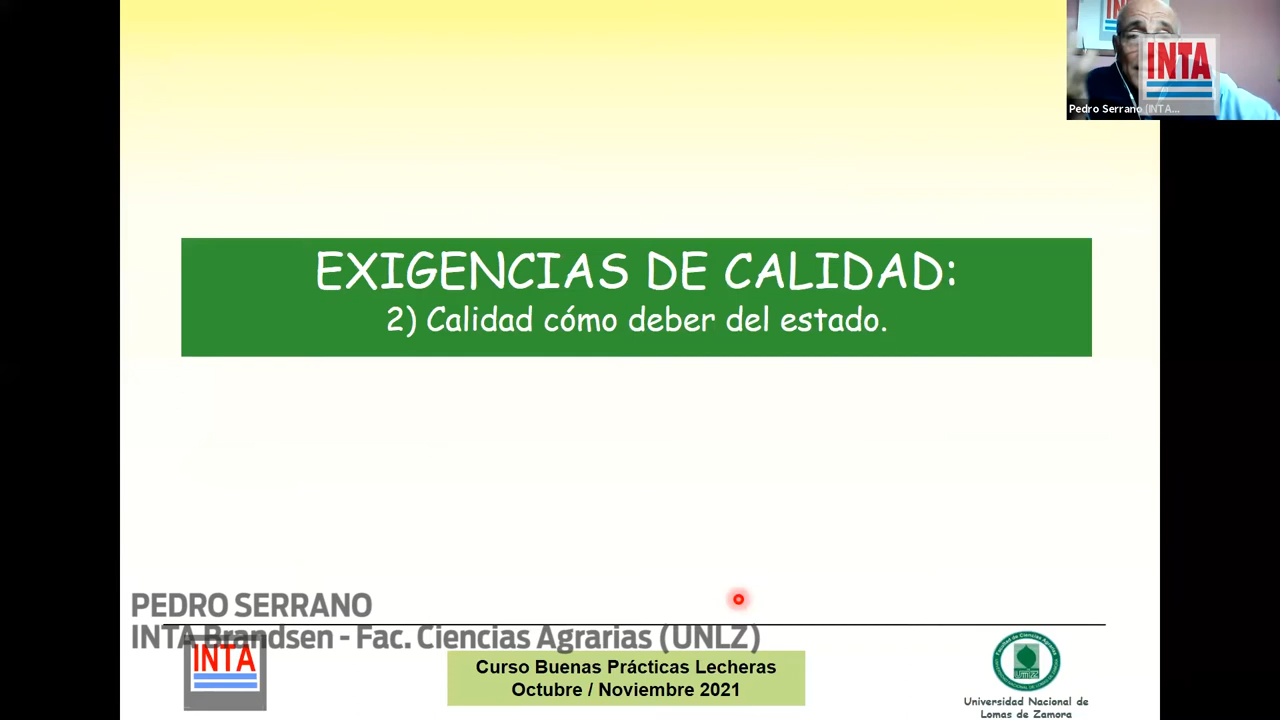 INTA
Pedro Serrano (INTA...
EXIGENCIAS DE CALIDAD:
2) Calidad cómo deber del estado.
PEDRO SERRANO
INTA Brandsen - Fac. Ciencias Agrarias (UNLZ)
INTA
Curso Buenas Prácticas Lecheras
Octubre / Noviembre 2021
Universidad Nacional de
Lomas de Zamora